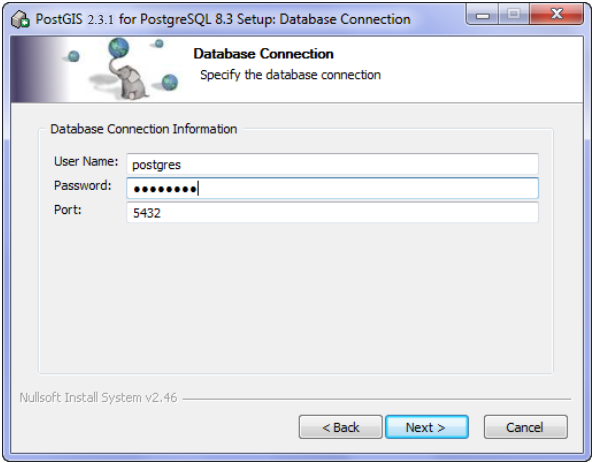 PostGIS 2.3.1 for PostgreSQL 8.3 Setup: Database Connection
Database Connection
Specify the database connection
Database Connection Information
User Name: postgres
Password: ●●●●●●●●
Port: 5432
Nullsoft Install System v2.46
< Back Next > Cancel